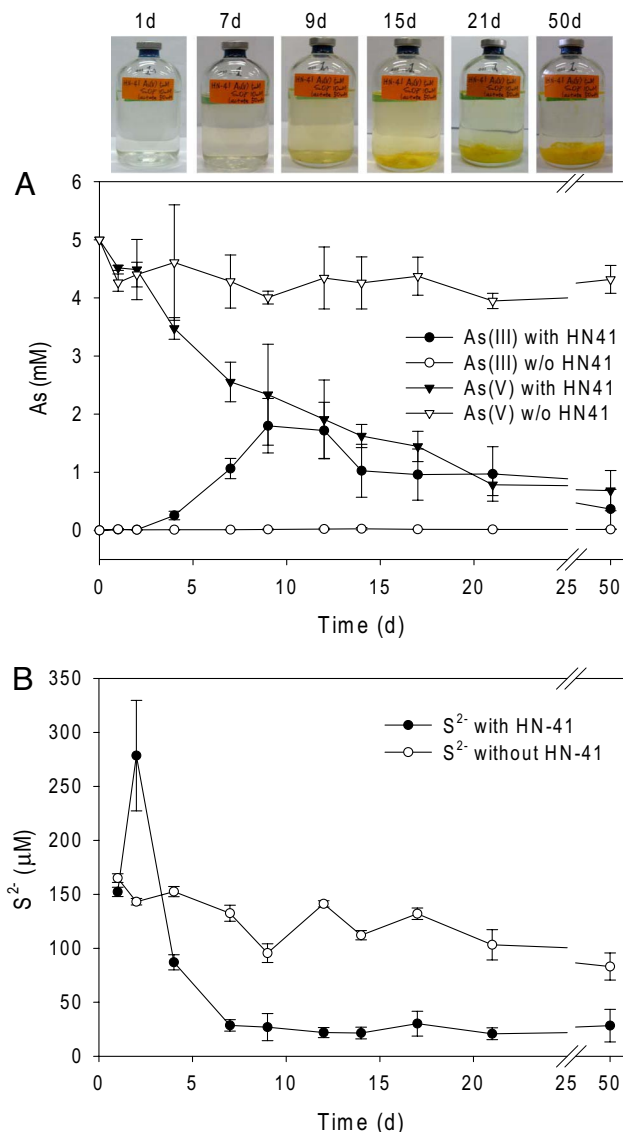 1d 7d 9d 15d 21d 50d
A
6
5
4
3
2
1
0
As (mM)
As(III) with HN41
As(III) w/o HN41
As(V) with HN41
As(V) w/o HN41
0 5 10 15 20 25 50
Time (d)
B
350
300
250
200
150
100
50
0
S²⁻ (µM)
S²⁻ with HN-41
S²⁻ without HN-41
0 5 10 15 20 25 50
Time (d)